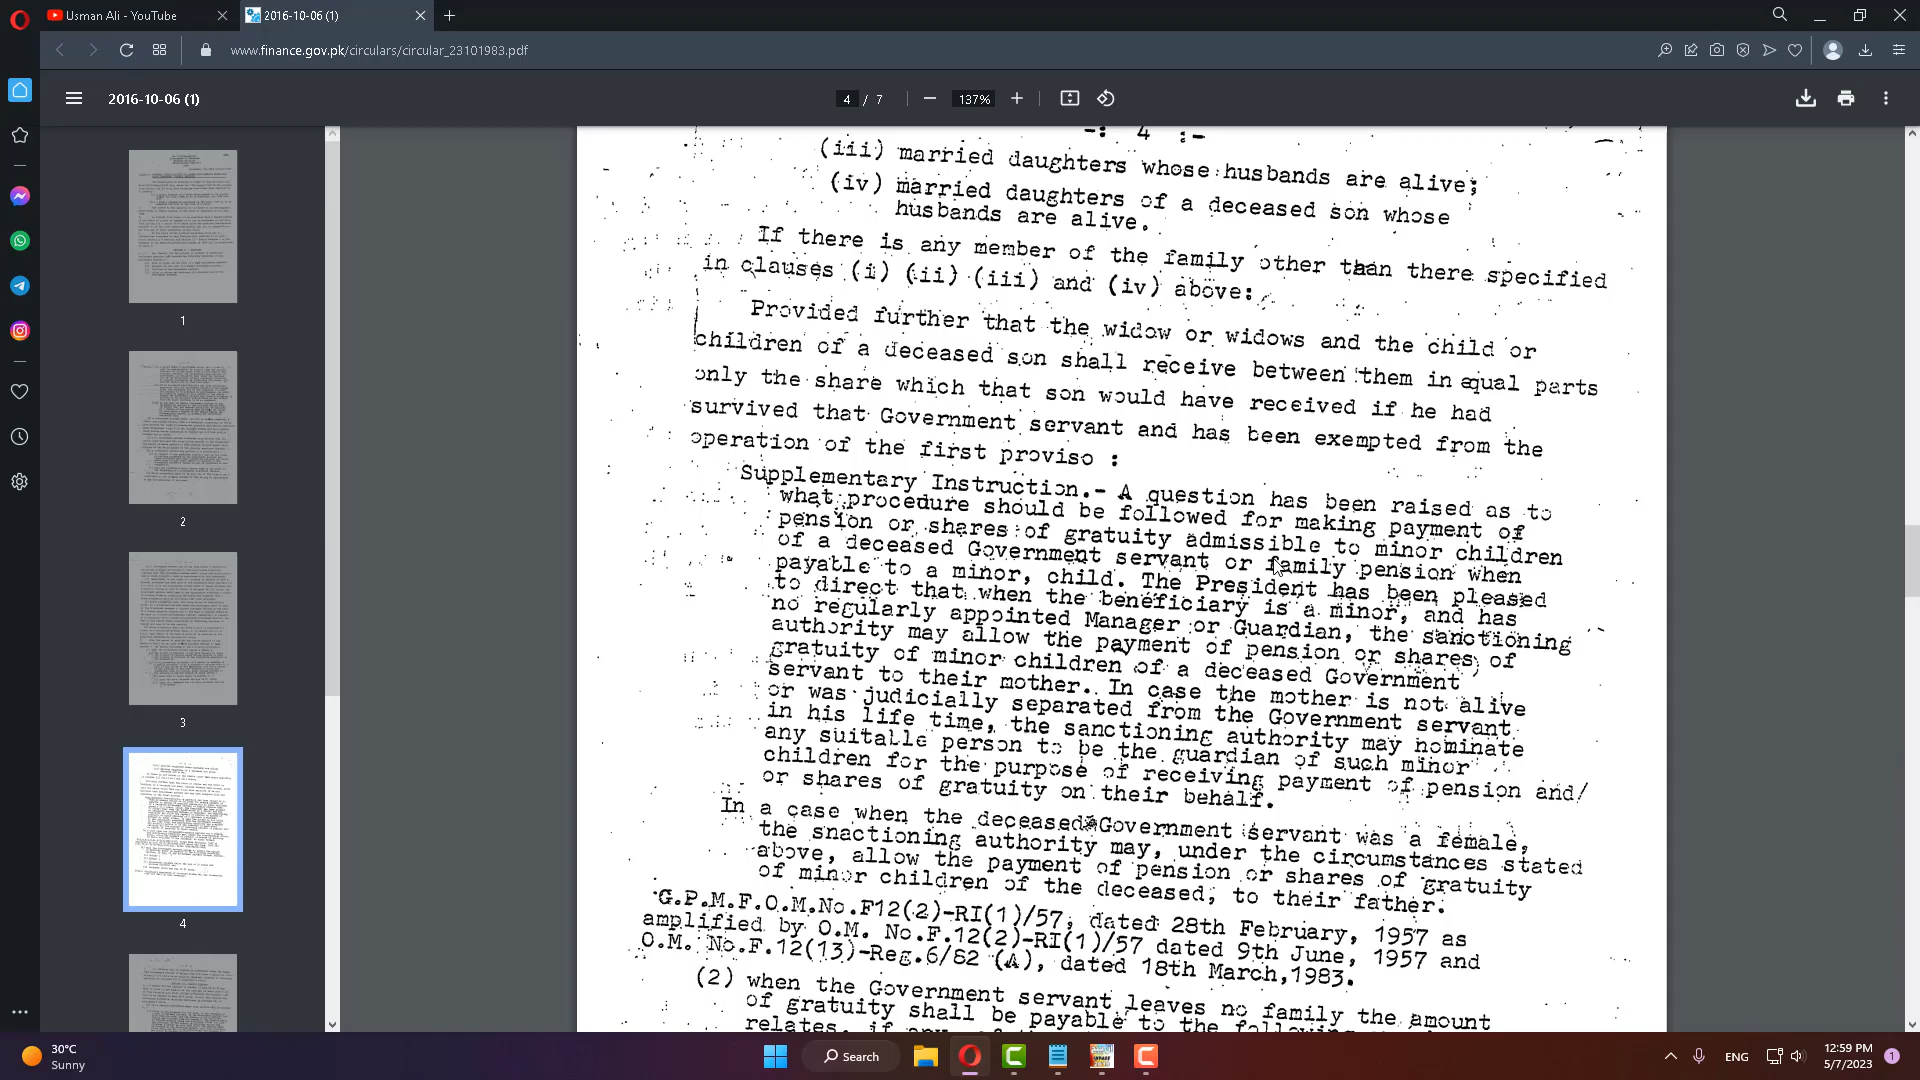 Usman Ali - YouTube
2016-10-06 (1)
www.finance.gov.pk/circulars/circular_23101983.pdf
2016-10-06 (1)
4 / 7
137%
-: 4 :-
(iii) married daughters whose husbands are alive;
(iv) married daughters of a deceased son whose
husbands are alive.
If there is any member of the family other than there specified
in clauses (i) (ii) (iii) and (iv) above:
Provided further that the widow or widows and the child or
children of a deceased son shall receive between them in equal parts
only the share which that son would have received if he had
survived that Government servant and has been exempted from the
operation of the first proviso :
Supplementary Instruction.- A question has been raised as to
what procedure should be followed for making payment of
pension or shares of gratuity admissible to minor children
of a deceased Government servant or family pension when
payable to a minor, child. The President has been pleased
to direct that when the beneficiary is a minor, and has
no regularly appointed Manager or Guardian, the sanctioning
authority may allow the payment of pension or shares of
gratuity of minor children of a deceased Government
servant to their mother. In case the mother is not alive
or was judicially separated from the Government servant
in his life time, the sanctioning authority may nominate
any suitable person to be the guardian of such minor
children for the purpose of receiving payment of pension and/
or shares of gratuity on their behalf.
In a case when the deceased Government servant was a female,
the snactioning authority may, under the circumstances stated
above, allow the payment of pension or shares of gratuity
of minor children of the deceased, to their father.
G.P.M.F.O.M.No.F12(2)-RI(1)/57, dated 28th February, 1957 as
amplified by O.M. No.F.12(2)-RI(1)/57 dated 9th June, 1957 and
O.M. No.F.12(13)-Reg.6/82 (A), dated 18th March,1983.
(2) when the Government servant leaves no family the amount
of gratuity shall be payable to the following
relates, if any
1
2
3
4
30°C
Sunny
Search
ENG
12:59 PM
5/7/2023
1